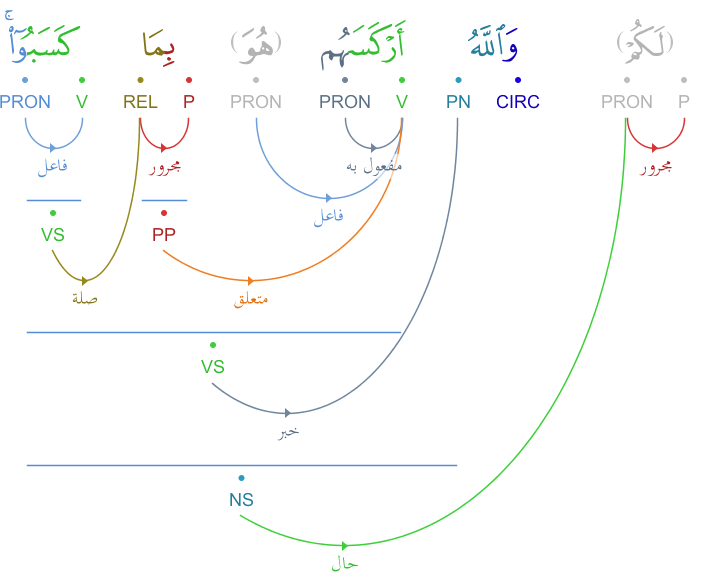 (لَكُمْ) وَٱللَّهُ أَرْكَسَهُم (هُوَ) بِمَا كَسَبُوٓا۟ ۚ
PRON V REL P PRON PRON V PN CIRC PRON P
فاعل مجرور مفعول به مجرور
فاعل
VS PP
صلة متعلق
VS
خبر
NS
حال